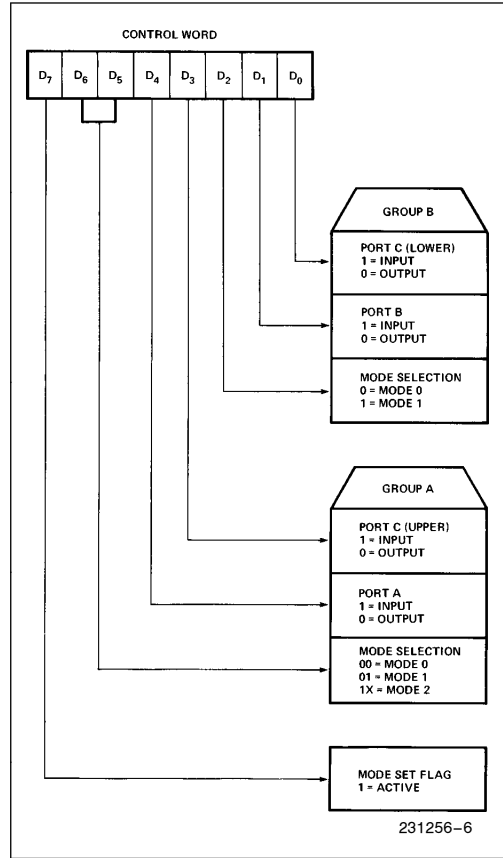 CONTROL WORD
D7 D6 D5 D4 D3 D2 D1 D0
GROUP B
PORT C (LOWER)
1 = INPUT
0 = OUTPUT
PORT B
1 = INPUT
0 = OUTPUT
MODE SELECTION
0 = MODE 0
1 = MODE 1
GROUP A
PORT C (UPPER)
1 = INPUT
0 = OUTPUT
PORT A
1 = INPUT
0 = OUTPUT
MODE SELECTION
00 = MODE 0
01 = MODE 1
1X = MODE 2
MODE SET FLAG
1 = ACTIVE
231256–6